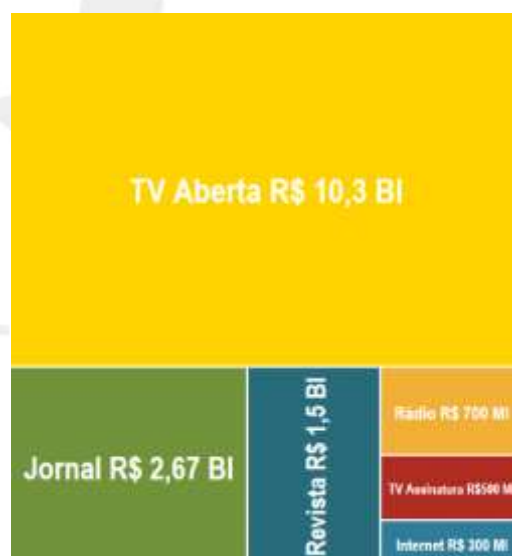 TV Aberta R$ 10,3 BI
Jornal R$ 2,67 BI
Revista R$ 1,5 BI
Rádio R$ 700 MI
TV Assinatura R$500 M
Internet R$ 300 MI